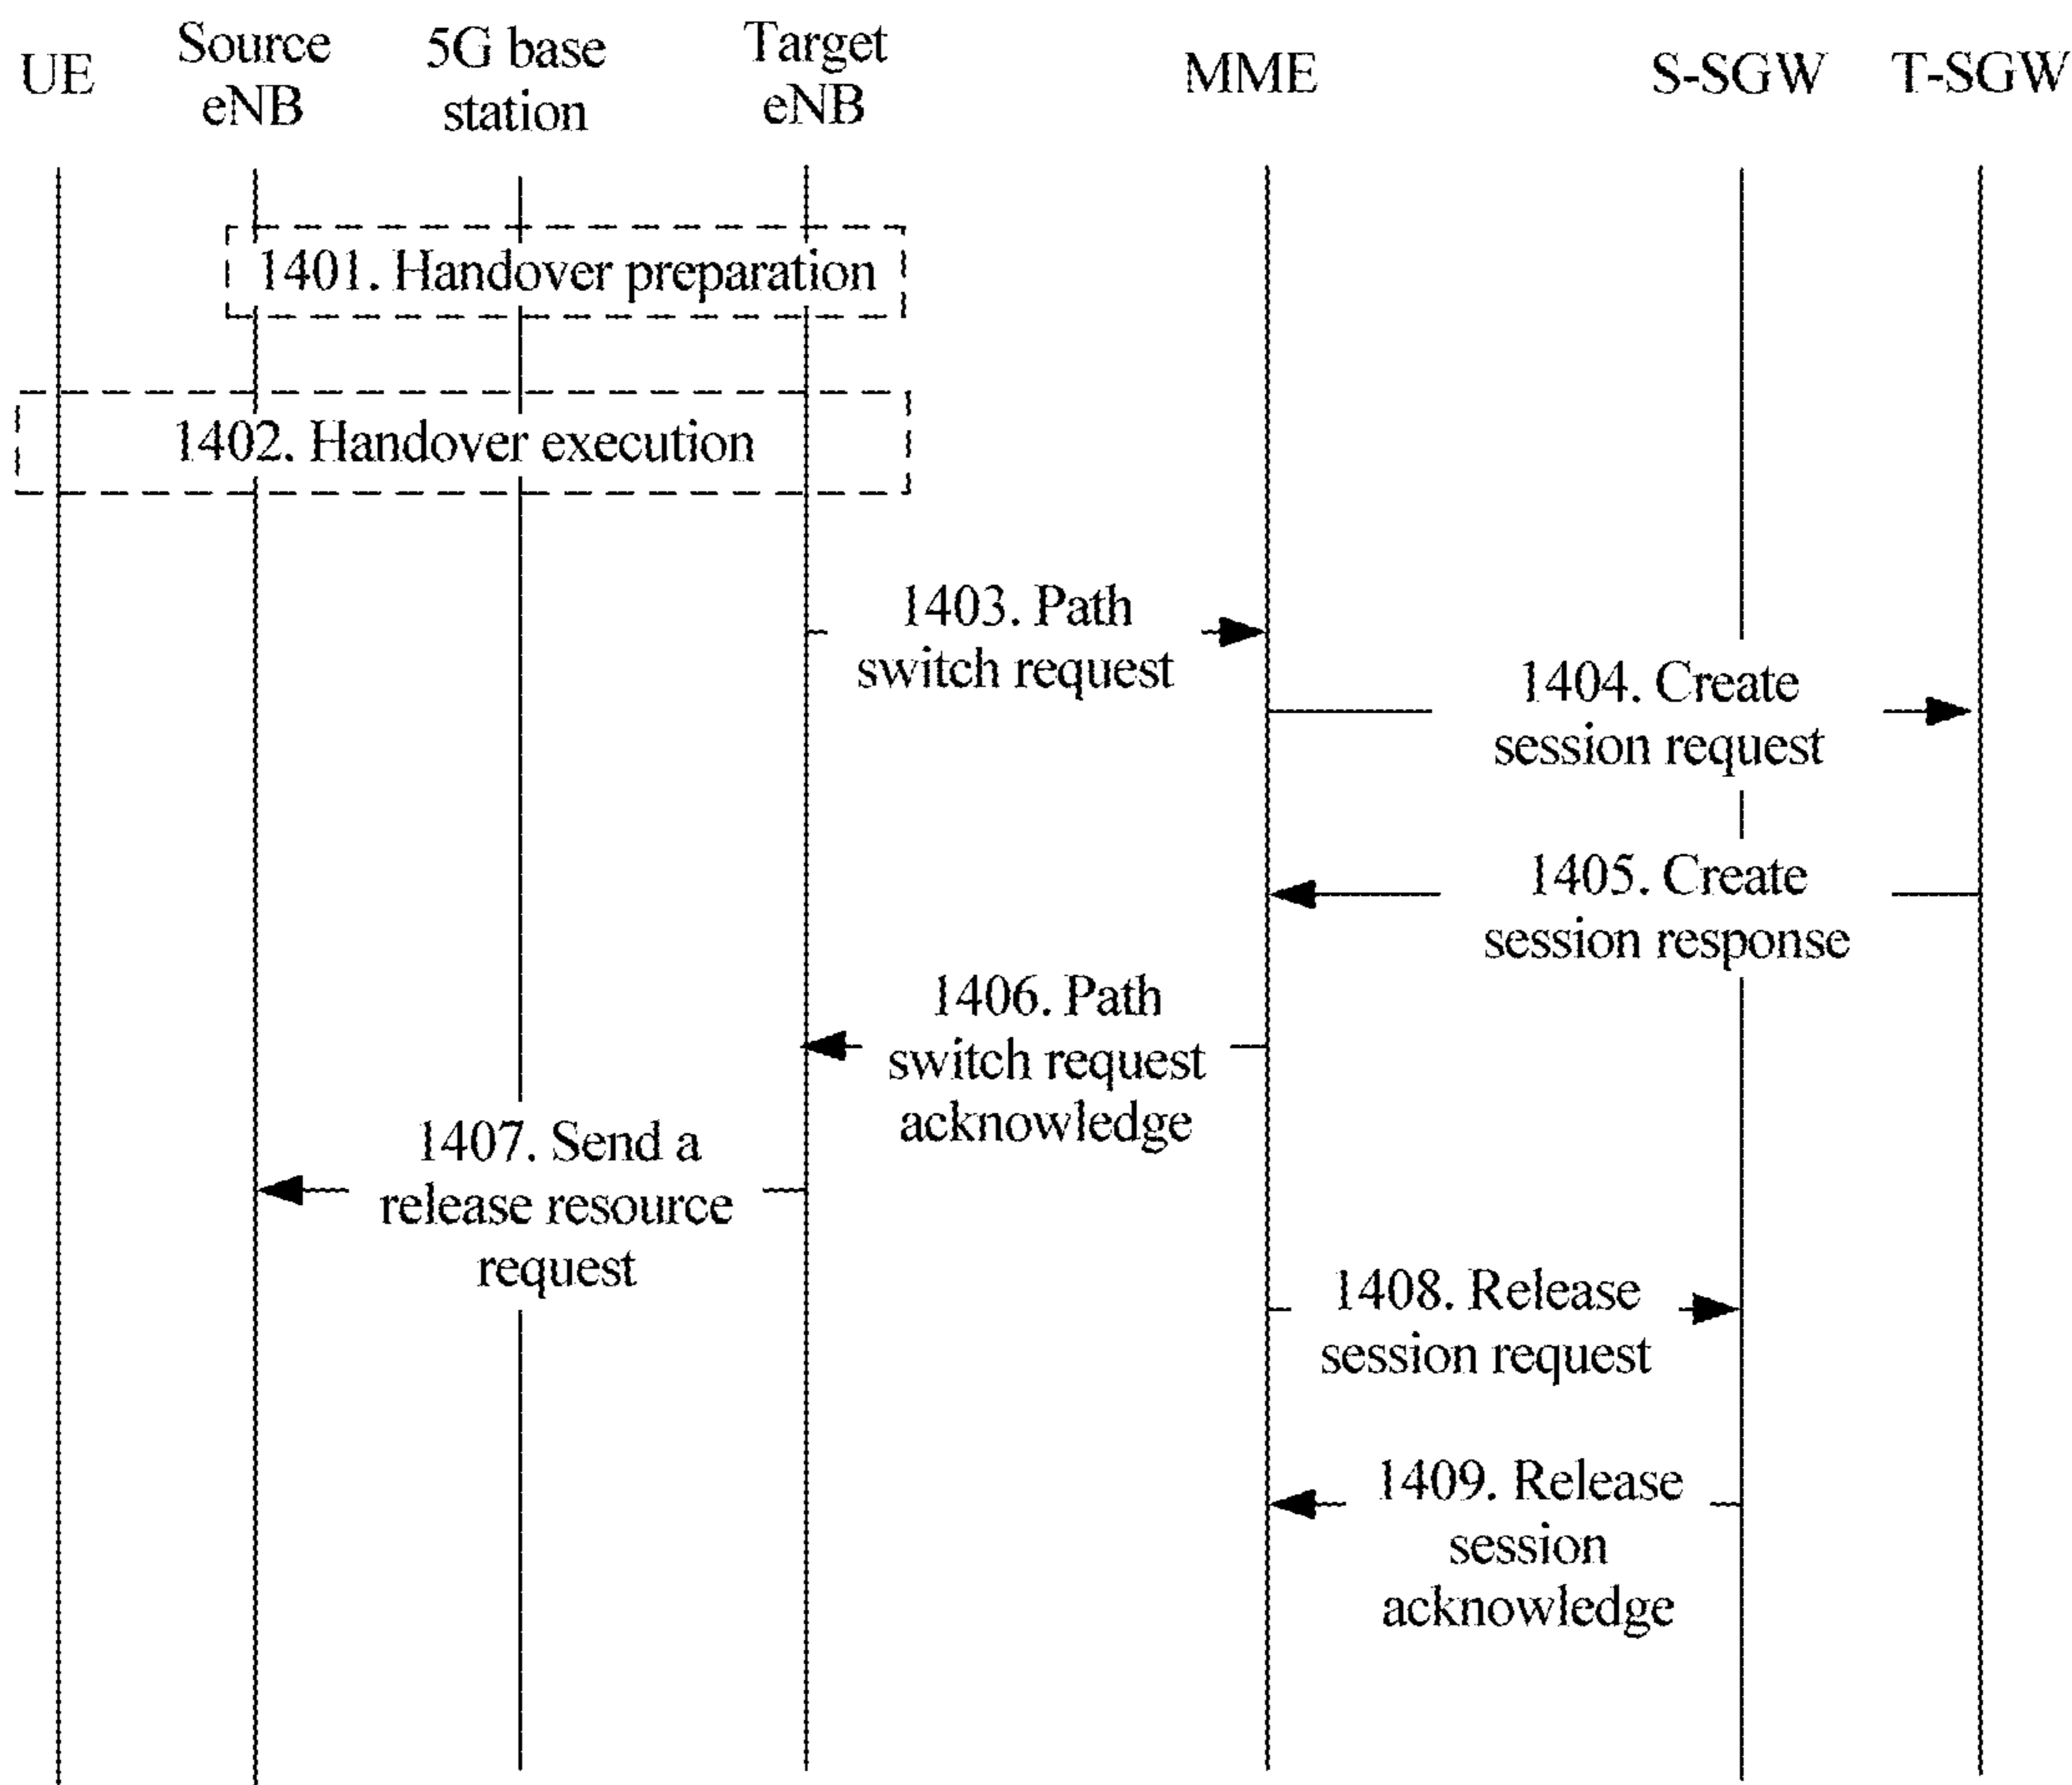 UE
Source
eNB
5G base
station
Target
eNB
MME
S-SGW
T-SGW
1401. Handover preparation
1402. Handover execution
1403. Path
switch request
1404. Create
session request
1405. Create
session response
1406. Path
switch request
acknowledge
1407. Send a
release resource
request
1408. Release
session request
1409. Release
session
acknowledge